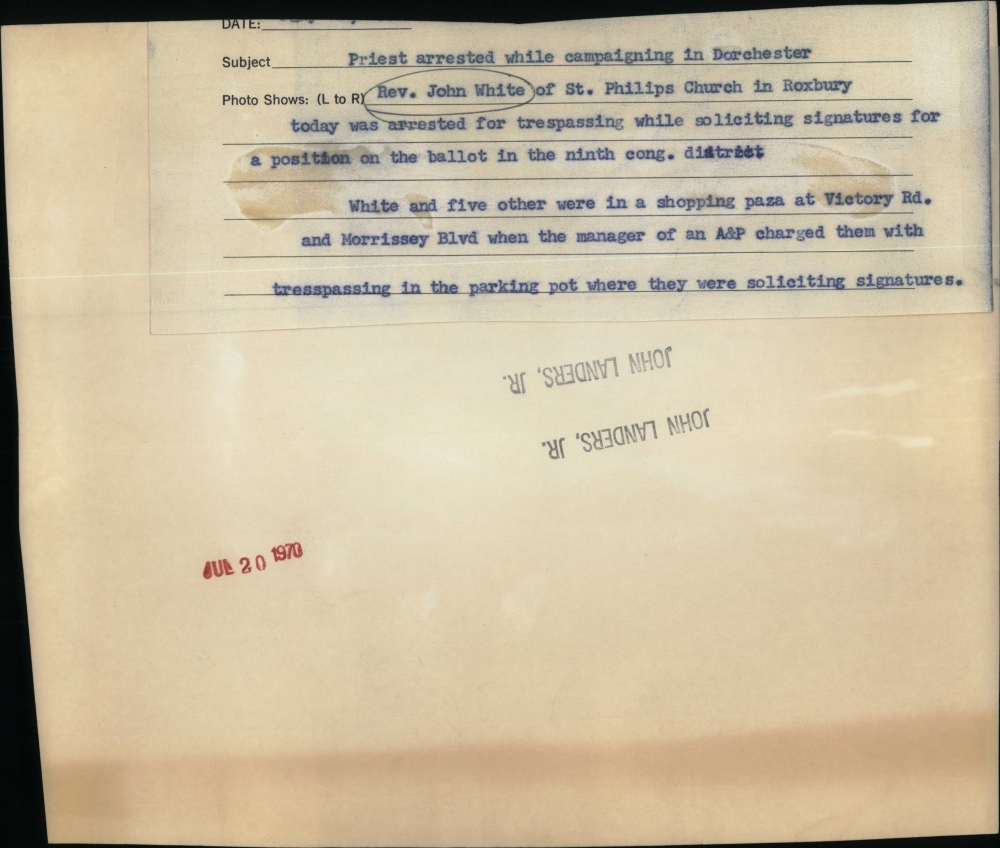 DATE:
Subject Priest arrested while campaigning in Dorchester
Photo Shows: (L to R) Rev. John White of St. Philips Church in Roxbury
today was arrested for trespassing while soliciting signatures for
a position on the ballot in the ninth cong. district
White and five other were in a shopping paza at Victory Rd.
and Morrissey Blvd when the manager of an A&P charged them with
tresspassing in the parking pot where they were soliciting signatures.
JOHN LANDERS, JR.
JOHN LANDERS, JR.
JUL 20 1970